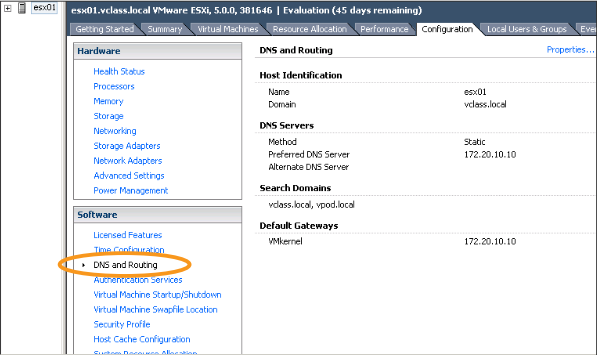 esx01
esx01.vclass.local VMware ESXi, 5.0.0, 381646 | Evaluation (45 days remaining)
Getting Started Summary Virtual Machines Resource Allocation Performance Configuration Local Users & Groups
Hardware
Health Status
Processors
Memory
Storage
Networking
Storage Adapters
Network Adapters
Advanced Settings
Power Management
Software
Licensed Features
Time Configuration
DNS and Routing
Authentication Services
Virtual Machine Startup/Shutdown
Virtual Machine Swapfile Location
Security Profile
Host Cache Configuration
System Resource Allocation
DNS and Routing Properties...
Host Identification
Name esx01
Domain vclass.local
DNS Servers
Method Static
Preferred DNS Server 172.20.10.10
Alternate DNS Server
Search Domains
vclass.local, vpod.local
Default Gateways
VMkernel 172.20.10.10